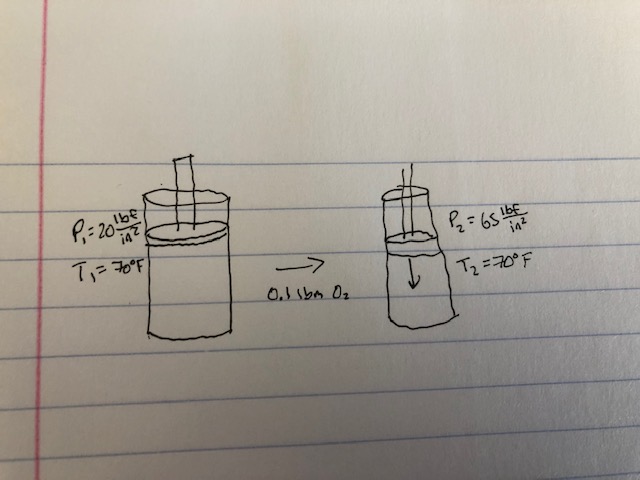 P₁ = 20 lbf/in²
T₁ = 70°F
0.1 lbm O₂
P₂ = 65 lbf/in²
T₂ = 70°F